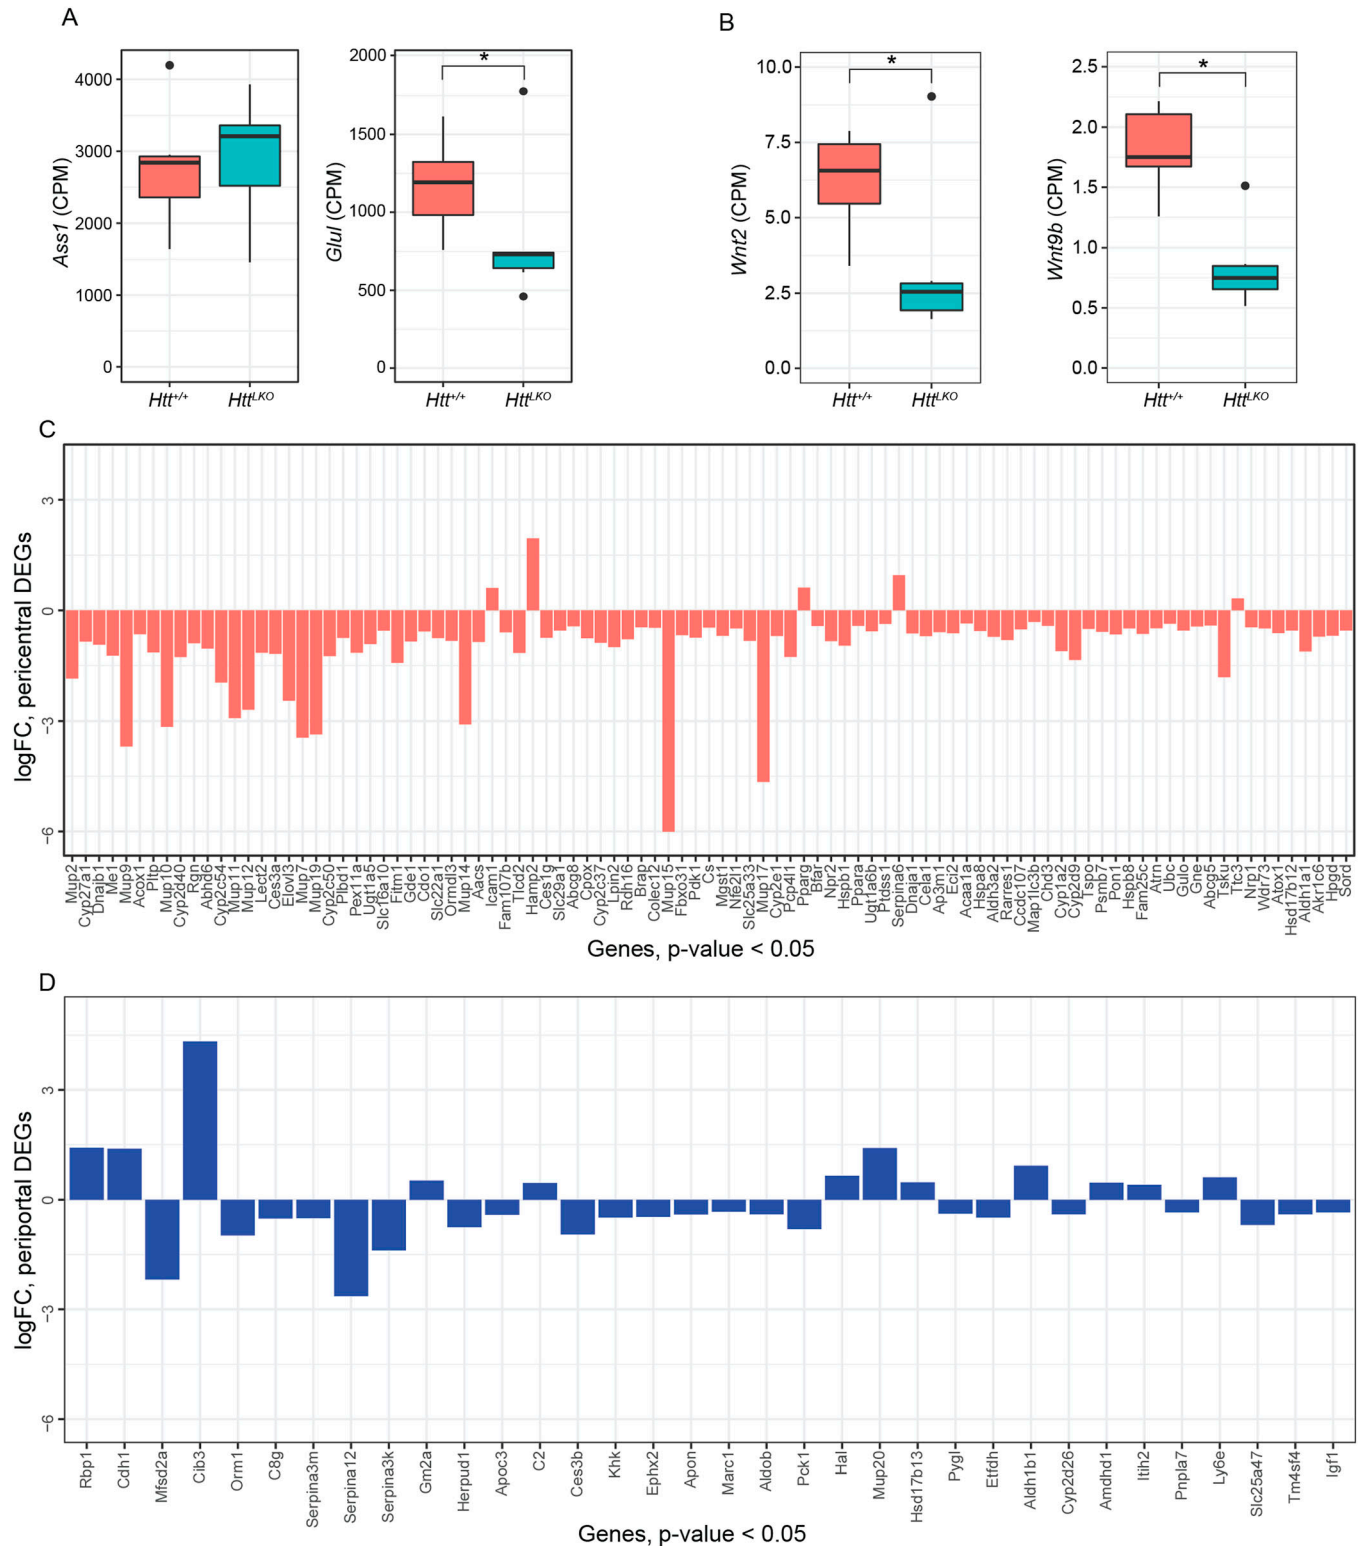 A
B
4000
3000
2000
1000
0
Ass1 (CPM)
Htt+/+ HttLKO
2000
1500
1000
500
0
Glul (CPM)
*
Htt+/+ HttLKO
10.0
7.5
5.0
2.5
0.0
Wnt2 (CPM)
*
Htt+/+ HttLKO
2.5
2.0
1.5
1.0
0.5
0.0
Wnt9b (CPM)
*
Htt+/+ HttLKO
C
logFC, pericentral DEGs
3
0
−3
−6
Mup2
Cyp27a1
Dnajb1
Me1
Mup9
Acox1
Pltp
Mup10
Cyp2d40
Rgn
Abhd6
Cyp2c54
Mup11
Mup12
Lect2
Ces3a
Elovl3
Mup7
Mup19
Cyp2c50
Plbd1
Pex11a
Ugt1a5
Slc16a10
Fitm1
Gde1
Cdo1
Slc22a1
Ormdl3
Mup14
Aacs
Icam1
Fam107b
Tlcd2
Hamp2
Ces1g
Slc29a1
Abca8
Cpox
Cyp2c37
Lpn2
Rdh16
Brap
Colec12
Mup15
Fbxo31
Pdk1
Cs
Mgst1
Nfe2l1
Slc25a33
Mup17
Cyp2e1
Pcp4l1
Pparg
Bfar
Npr2
Hspb1
Ppara
Ugt1a6b
Ptdss1
Serpina6
Dnaja1
Cela1
Ap3m1
Eci2
Acaa1a
Hspa8
Aldh3a2
Rarres1
Ccdc107
Map1lc3b
Chd3
Cyp1a2
Cyp2d9
Tspo
Psmb7
Pon1
Hspb8
Fam25c
Atrn
Ubc
Gulo
Gne
Abcg5
Tsku
Ttc3
Nrp1
Wdr73
Atox1
Hsd17b12
Aldh1a1
Akr1c6
Hpgd
Sord
Genes, p-value < 0.05
D
logFC, periportal DEGs
3
0
−3
−6
Rbp1
Cdh1
Mfsd2a
Cib3
Orm1
C8g
Serpina3m
Serpina12
Serpina3k
Gm2a
Herpud1
Apoc3
C2
Ces3b
Khk
Ephx2
Apon
Marc1
Aldob
Pck1
Hal
Mup20
Hsd17b13
Pygl
Etfdh
Aldh1b1
Cyp2d26
Amdhd1
Itih2
Pnpla7
Ly6e
Slc25a47
Tm4sf4
Igf1
Genes, p-value < 0.05